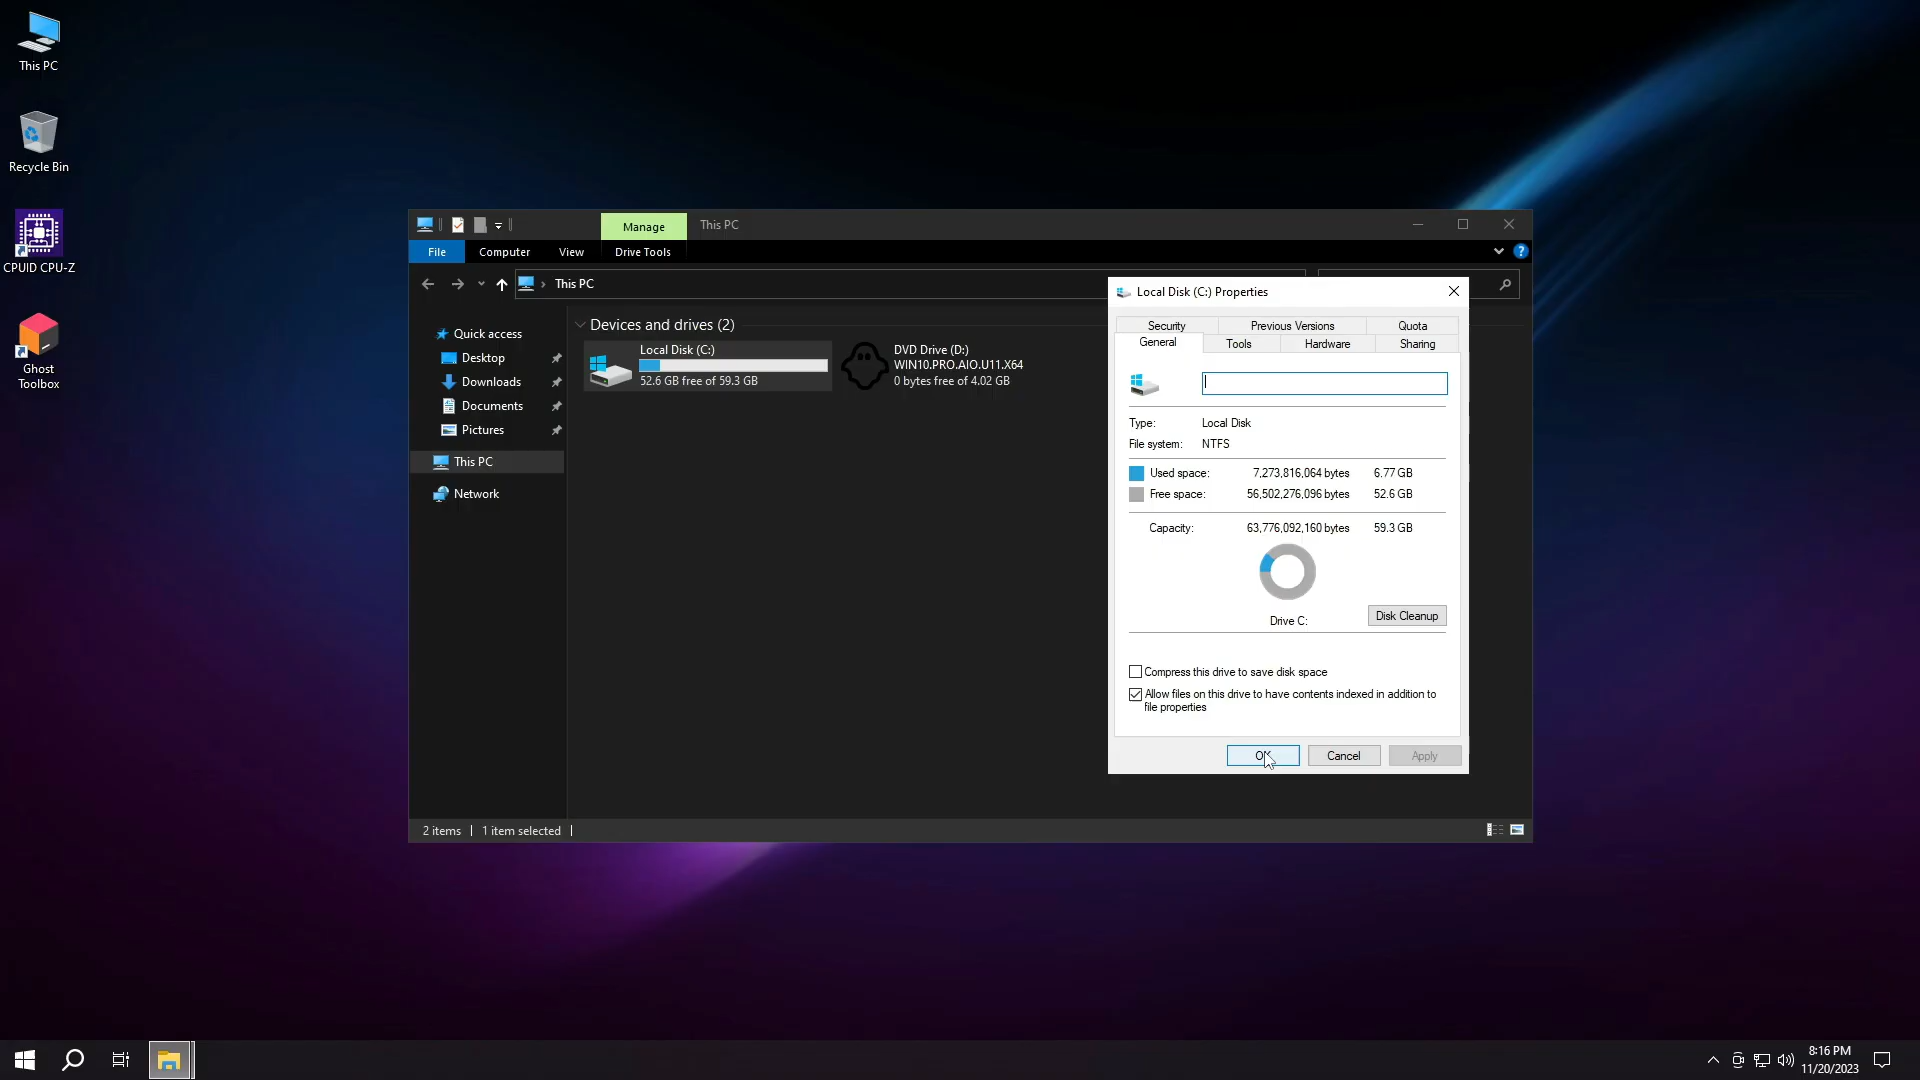 This PC
Recycle Bin
CPUID CPU-Z
Ghost
Toolbox
Manage
This PC
File
Computer
View
Drive Tools
This PC
Quick access
Desktop
Downloads
Documents
Pictures
This PC
Network
Devices and drives (2)
Local Disk (C:)
52.6 GB free of 59.3 GB
DVD Drive (D:)
WIN10.PRO.AIO.U11.X64
0 bytes free of 4.02 GB
Local Disk (C:) Properties
Security
Previous Versions
Quota
General
Tools
Hardware
Sharing
Type: Local Disk
File system: NTFS
Used space: 7,273,816,064 bytes 6.77 GB
Free space: 56,502,276,096 bytes 52.6 GB
Capacity: 63,776,092,160 bytes 59.3 GB
Drive C:
Disk Cleanup
Compress this drive to save disk space
Allow files on this drive to have contents indexed in addition to
file properties
OK
Cancel
Apply
2 items
1 item selected
8:16 PM
11/20/2023